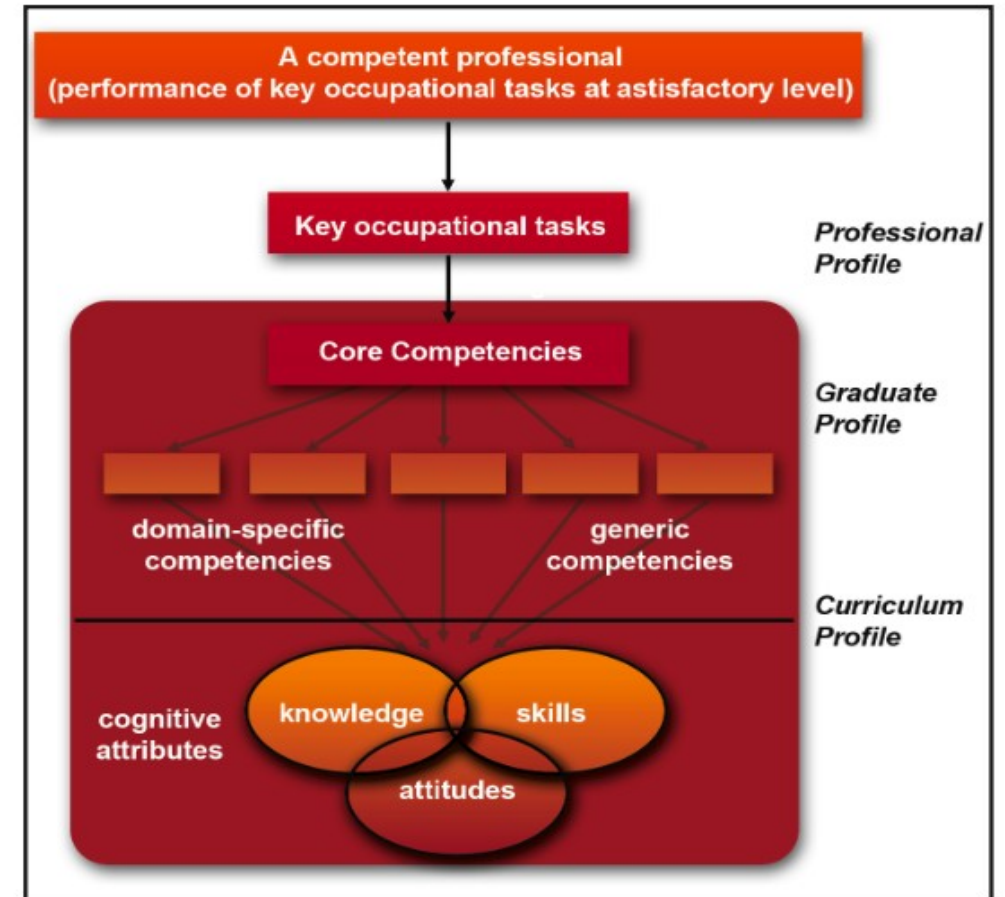 A competent professional
(performance of key occupational tasks at astisfactory level)
Key occupational tasks
Professional
Profile
Core Competencies
Graduate
Profile
domain-specific
competencies
generic
competencies
Curriculum
Profile
cognitive
attributes
knowledge
skills
attitudes